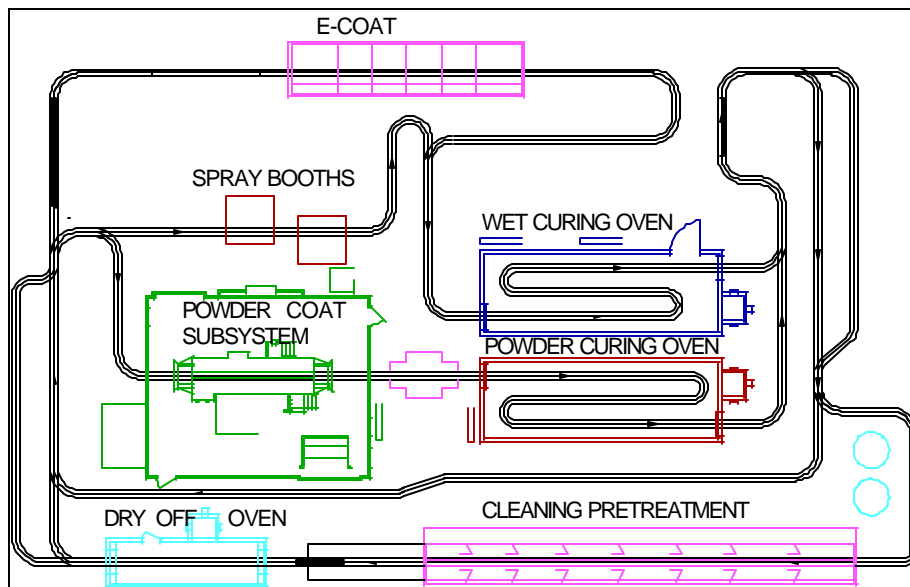 E-COAT
SPRAY BOOTHS
WET CURING OVEN
POWDER COAT
SUBSYSTEM
POWDER CURING OVEN
DRY OFF OVEN
CLEANING PRETREATMENT